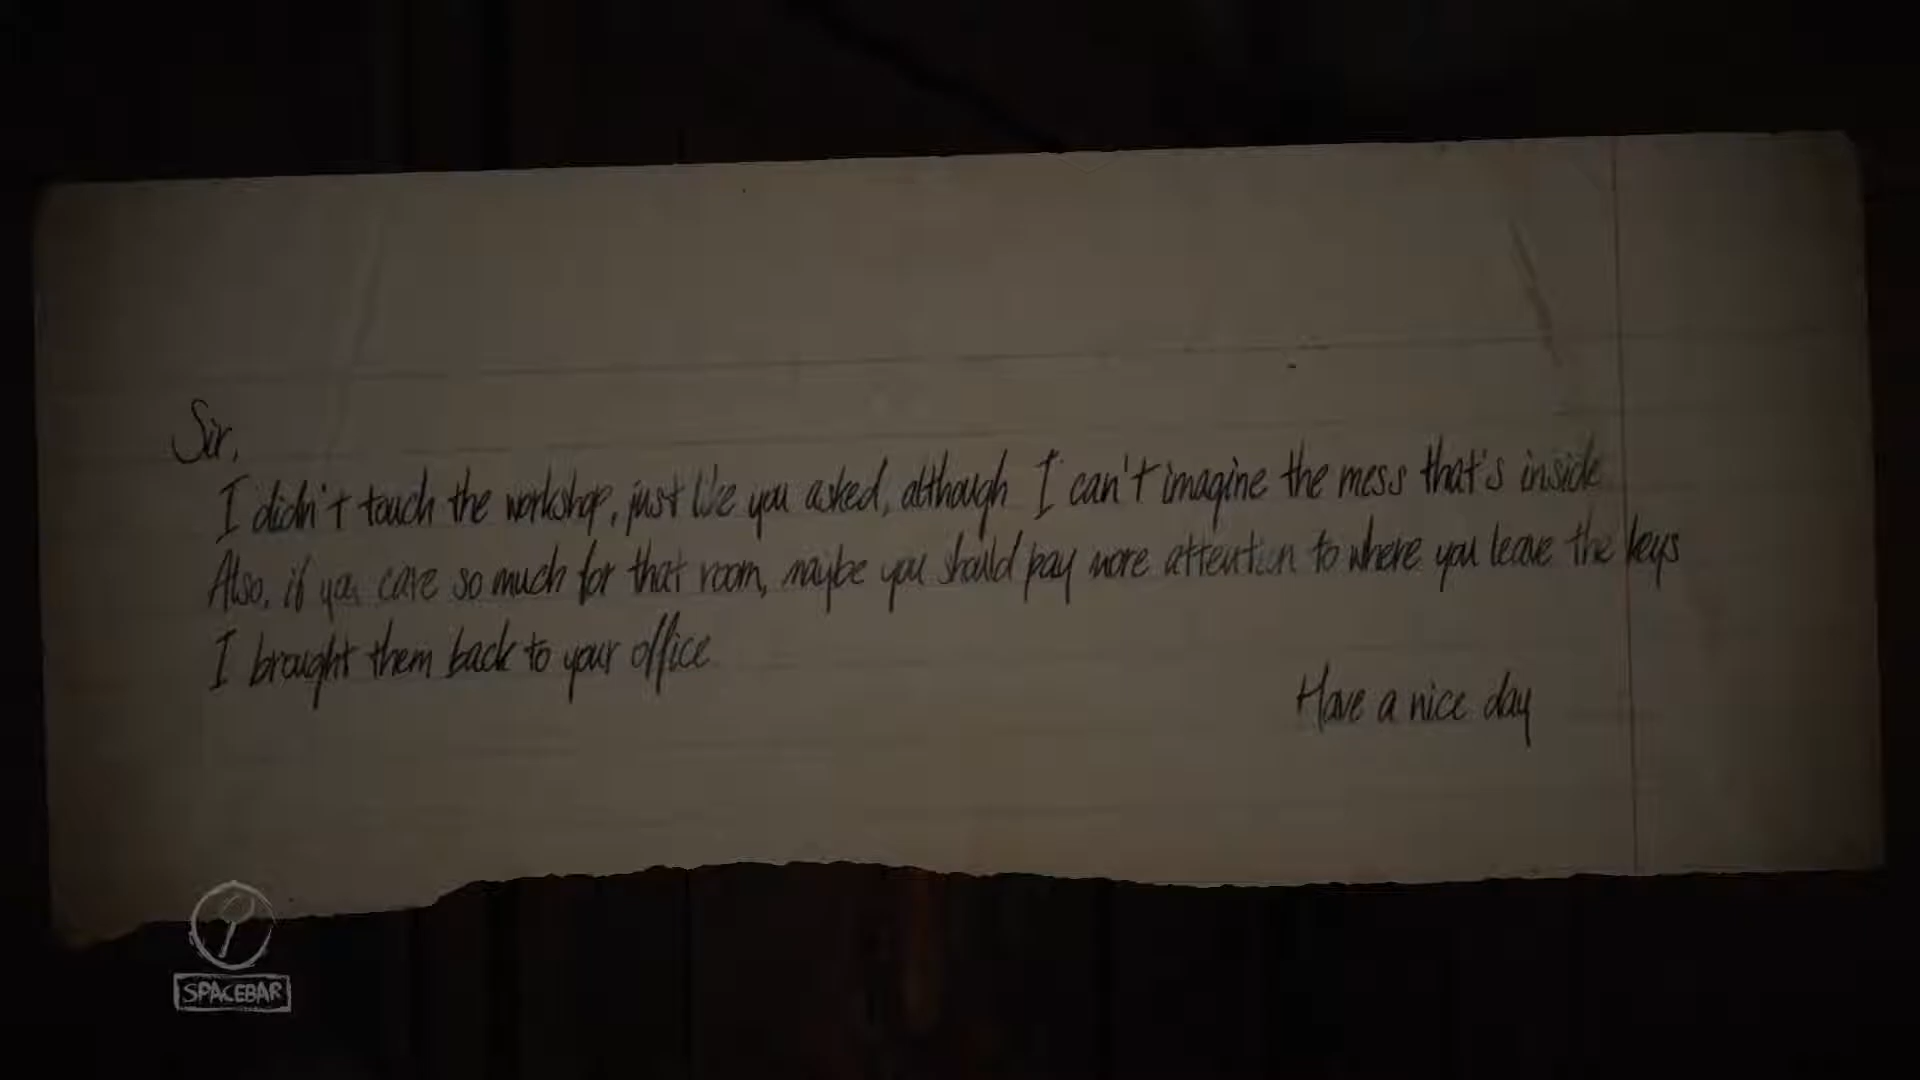 Sir,
I didn't touch the workshop, just like you asked, although I can't imagine the mess that's inside
Also, if you care so much for that room, maybe you should pay more attention to where you leave the keys
I brought them back to your office
Have a nice day
SPACEBAR